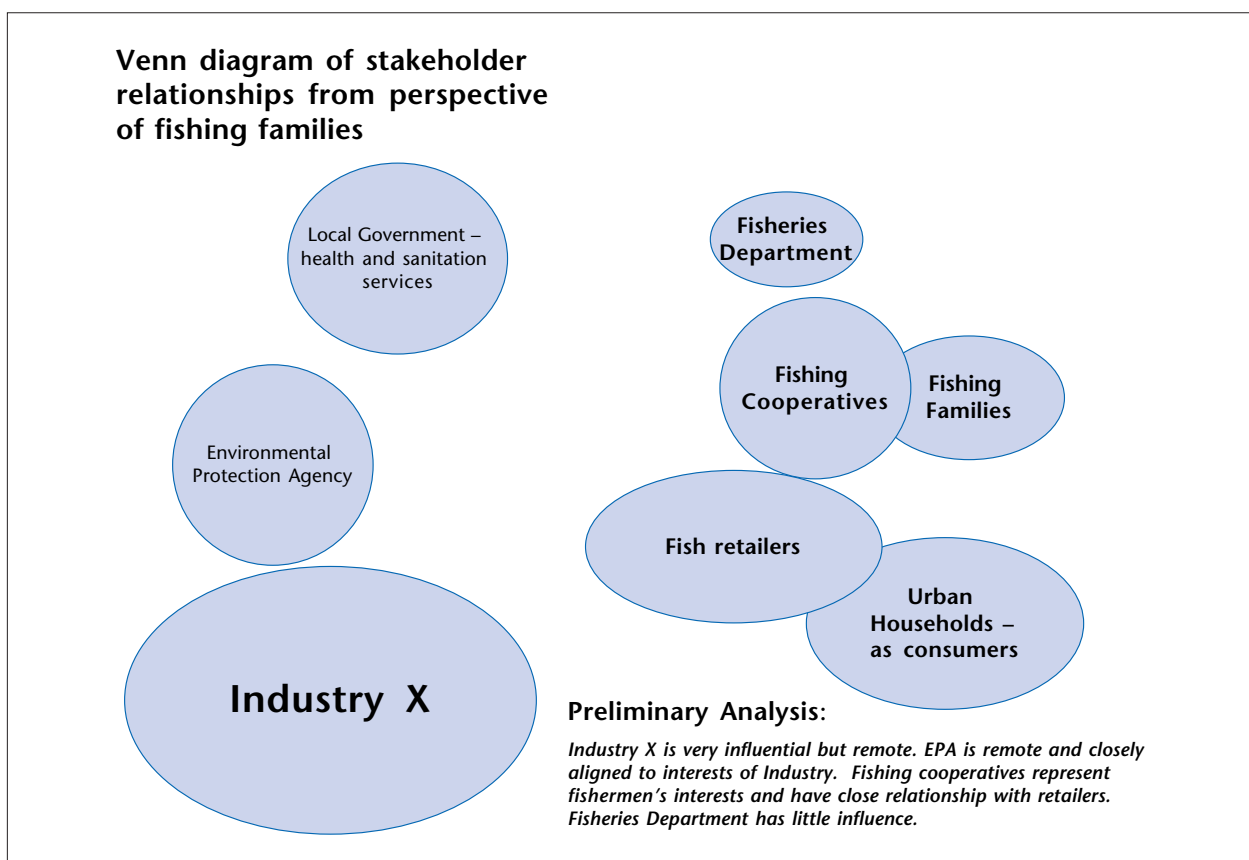 Venn diagram of stakeholder
relationships from perspective
of fishing families
Local Government –
health and sanitation
services
Fisheries
Department
Fishing
Cooperatives
Fishing
Families
Environmental
Protection Agency
Fish retailers
Urban
Households –
as consumers
Industry X
Preliminary Analysis:
Industry X is very influential but remote. EPA is remote and closely
aligned to interests of Industry. Fishing cooperatives represent
fishermen's interests and have close relationship with retailers.
Fisheries Department has little influence.